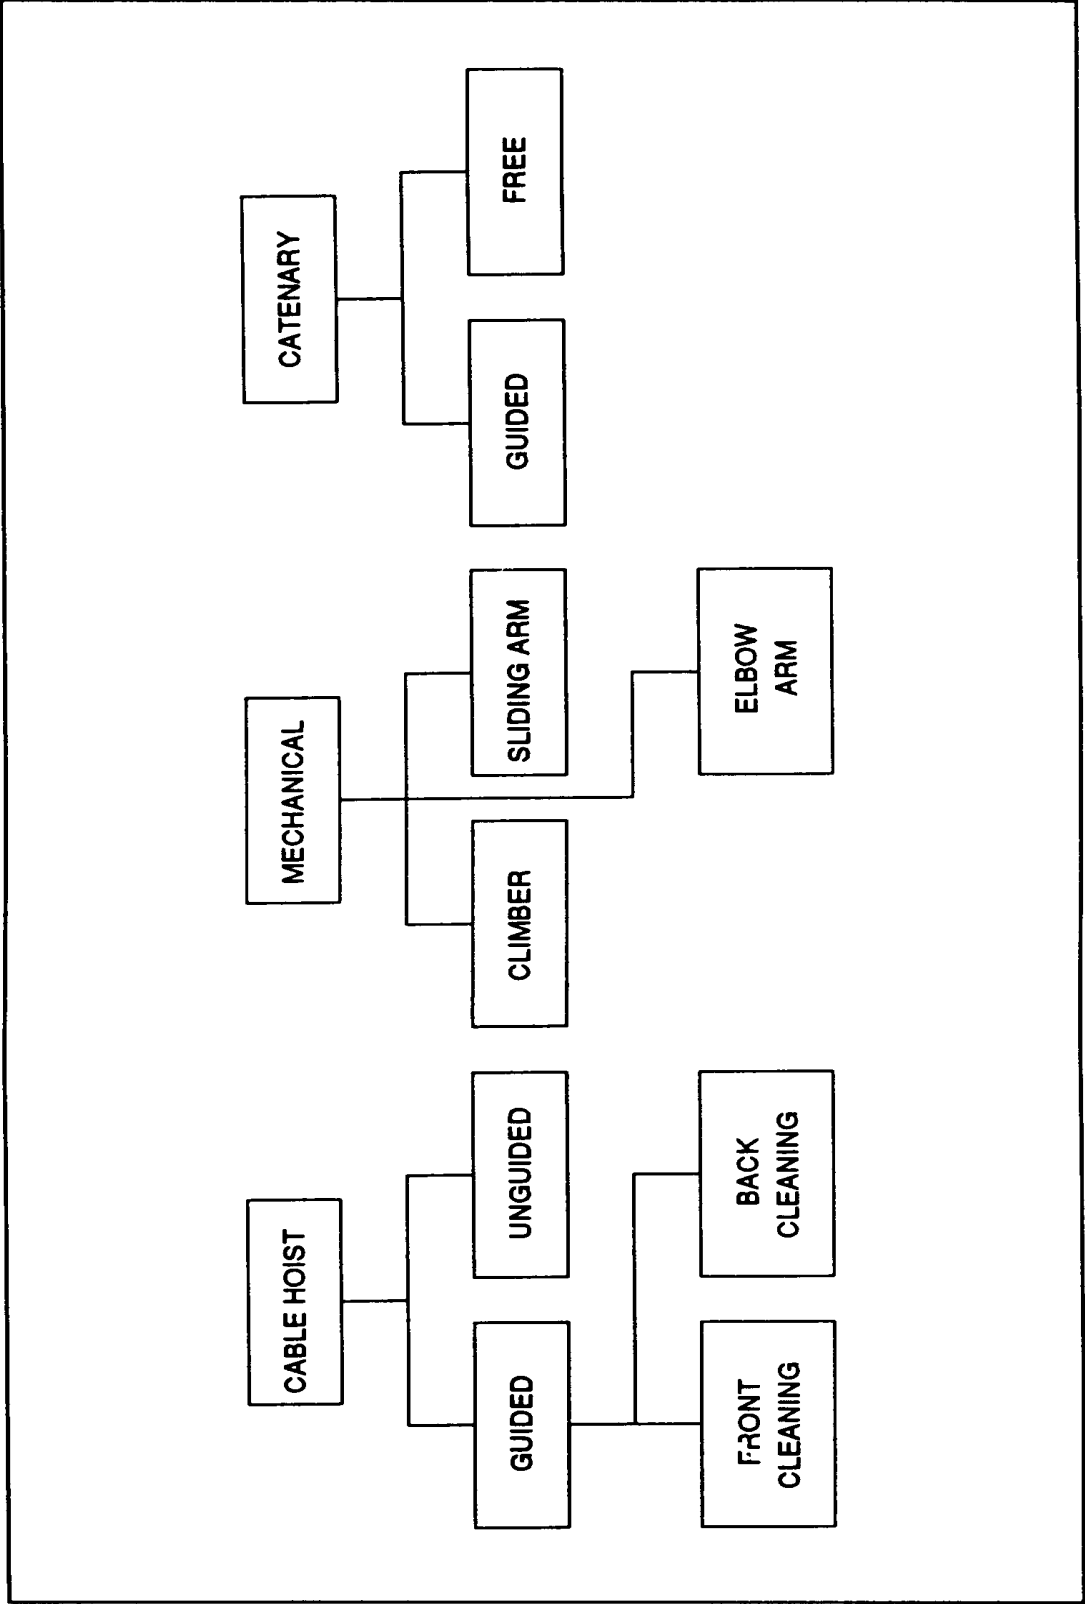 CABLE HOIST
MECHANICAL
CATENARY
GUIDED
UNGUIDED
CLIMBER
SLIDING ARM
GUIDED
FREE
FRONT
CLEANING
BACK
CLEANING
ELBOW
ARM